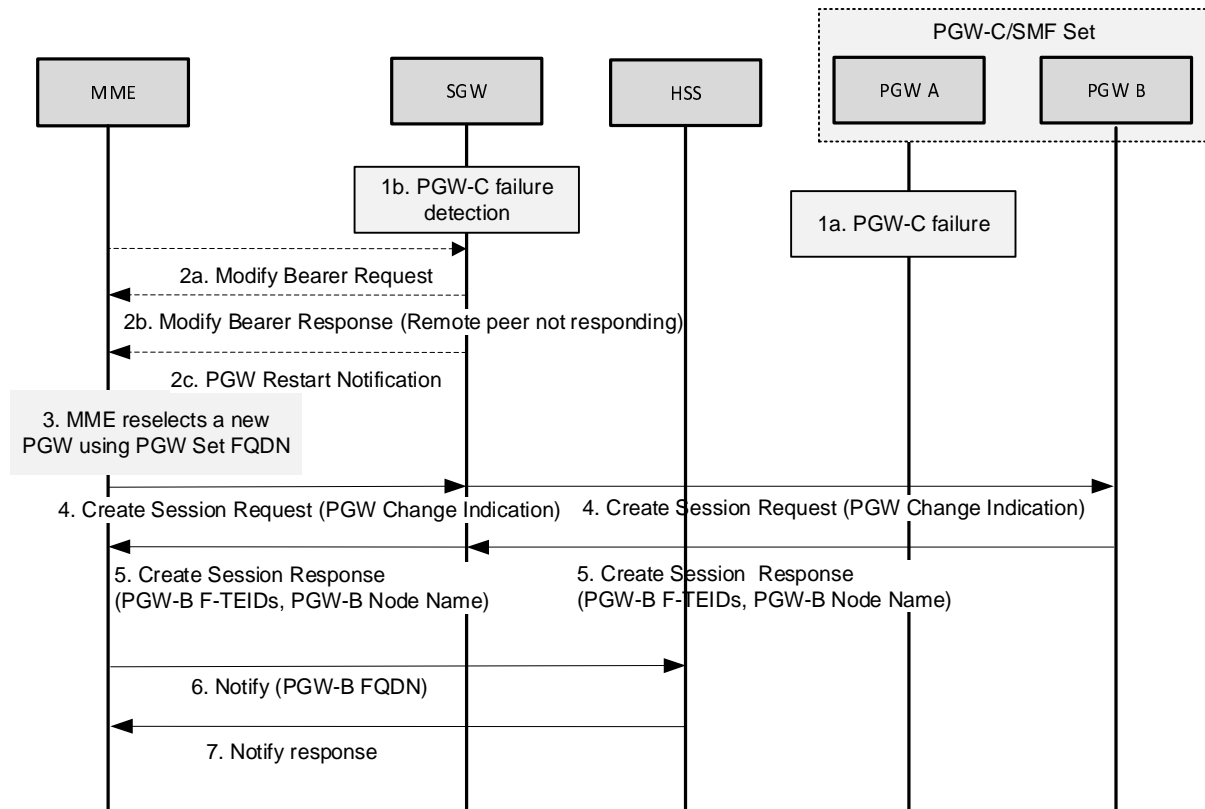 PGW-C/SMF Set
MME
SGW
HSS
PGW A
PGW B
1b. PGW-C failure
detection
1a. PGW-C failure
2a. Modify Bearer Request
2b. Modify Bearer Response (Remote peer not responding)
2c. PGW Restart Notification
3. MME reselects a new
PGW using PGW Set FQDN
4. Create Session Request (PGW Change Indication)
4. Create Session Request (PGW Change Indication)
5. Create Session Response
(PGW-B F-TEIDs, PGW-B Node Name)
5. Create Session Response
(PGW-B F-TEIDs, PGW-B Node Name)
6. Notify (PGW-B FQDN)
7. Notify response